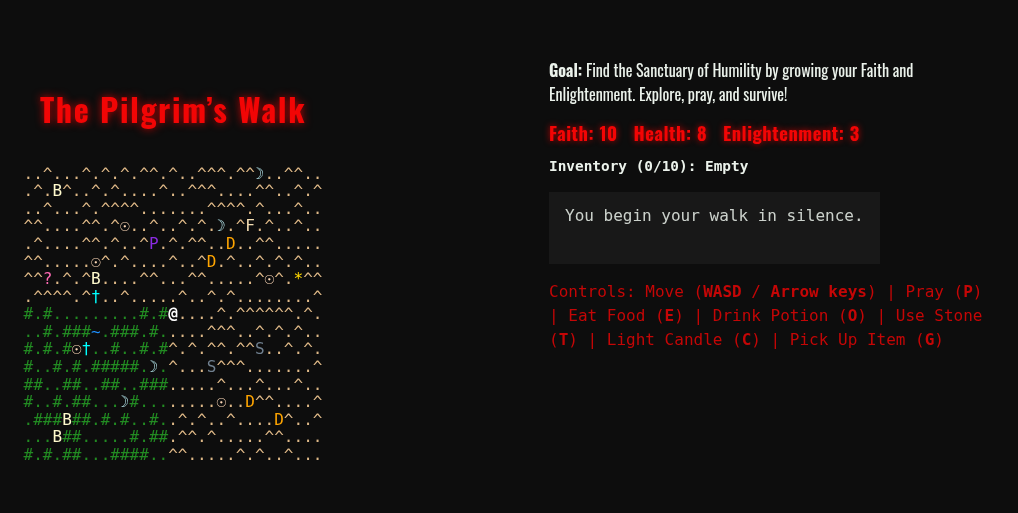 The Pilgrim's Walk
..^...^.^.^.^^.^..^^^.^^☽..^^..
.^.B^..^.^....^..^^^....^^..^.^
..^...^.^^^^.......^^^^.^...^..
^^....^^.^☉..^..^.^.☽.^F.^..^..
.^....^^.^..^P.^.^^..D..^^.....
^^.....☉^.^....^..^D.^..^.^.^..
^^?.^.^B....^^...^^.....^☉^.*^^
.^^^^.^†..^.....^..^.^........^
#.#.........#.#@....^.^^^^^^.^.
..#.###~.###.#.....^^^..^.^.^..
#.#.#☉†..#..#.#^.^.^^.^^S..^.^.
#..#.#.#####.☽.^...S^^^.......^
##..##..##..###.....^...^...^..
#..#.##...☽#........☉..D^^....^
.###B##.#.#..#..^.^..^....D^..^
...B##.....#.##.^^.^.....^^....
#.#.##...####..^^.....^.^..^...
Goal: Find the Sanctuary of Humility by growing your Faith and
Enlightenment. Explore, pray, and survive!
Faith: 10 Health: 8 Enlightenment: 3
Inventory (0/10): Empty
You begin your walk in silence.
Controls: Move (WASD / Arrow keys) | Pray (P)
| Eat Food (E) | Drink Potion (O) | Use Stone
(T) | Light Candle (C) | Pick Up Item (G)